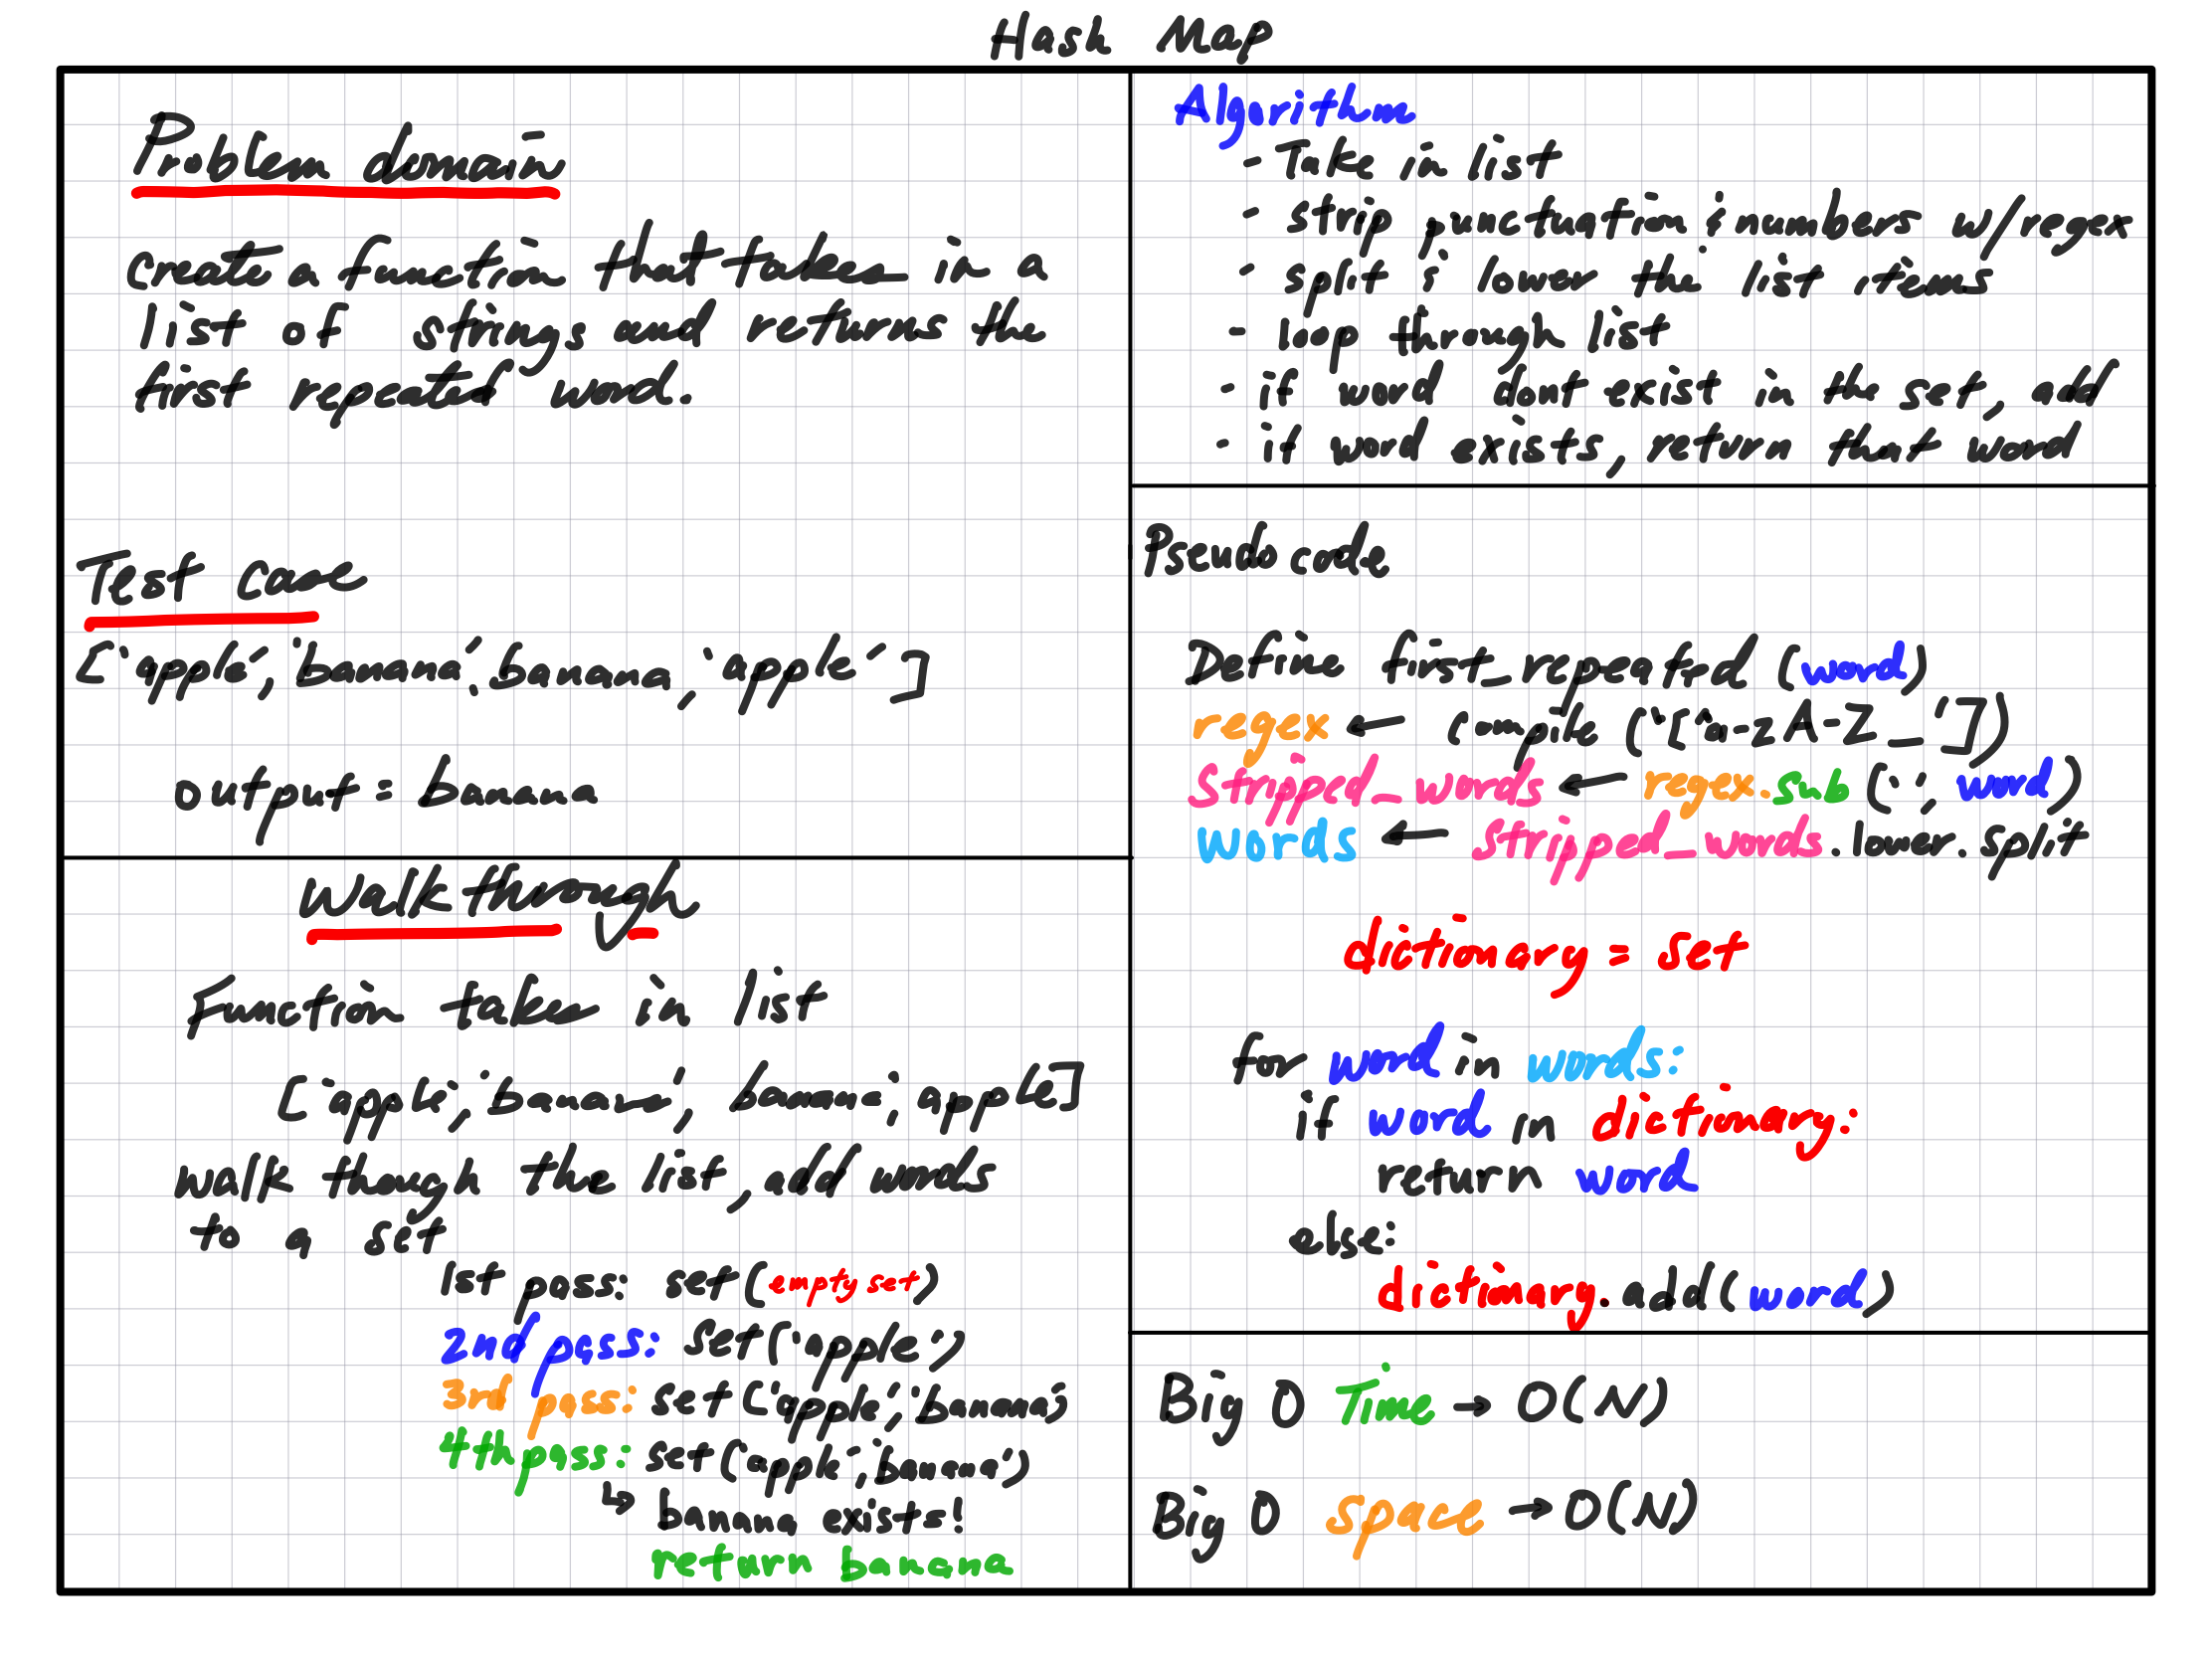 Hash Map
Problem domain
create a function that takes in a
list of strings and returns the
first repeated word.
Test case
['apple', 'banana', banana, 'apple']
output = banana
Walk through
Function takes in list
['apple', 'banana', banana, apple]
walk though the list, add words
to a set
1st pass: set(empty set)
2nd pass: set('apple')
3rd pass: set('apple', 'banana')
4th pass: set('apple', 'banana')
↳ banana exists!
return banana
Algorithm
- Take in list
- strip punctuation & numbers w/regex
- split & lower the list items
- loop through list
- if word dont exist in the set, add
- if word exists, return that word
Pseudo code
Define first_repeated (word)
regex ← compile ('[a-zA-Z_']')
Stripped_words ← regex.sub ('', word)
words ← Stripped_words.lower.split
dictionary = set
for word in words:
if word in dictionary:
return word
else:
dictionary.add(word)
Big O Time → O(N)
Big O space → O(N)